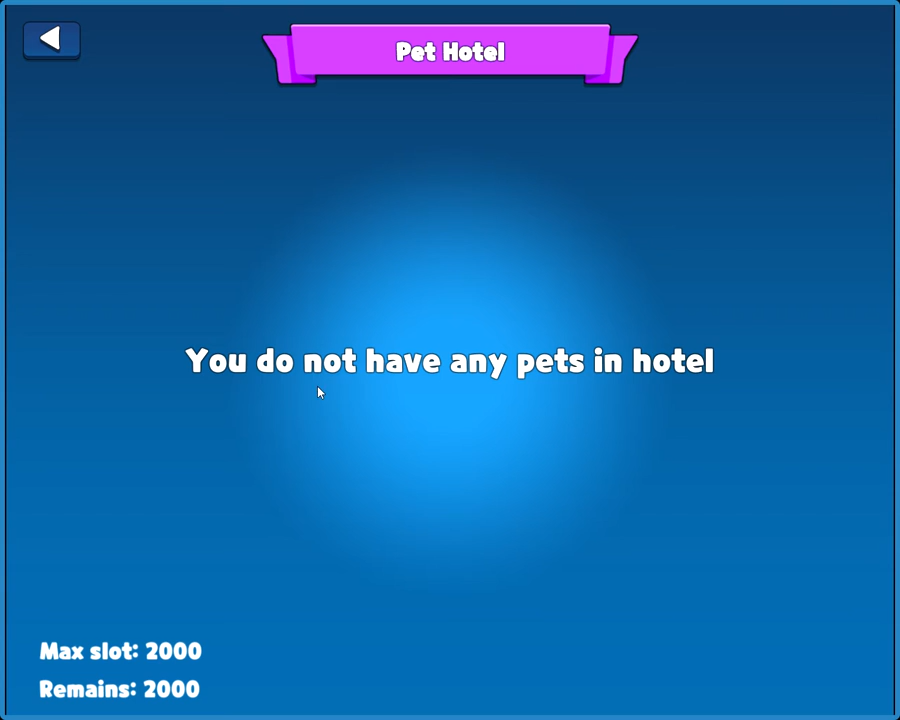 Pet Hotel
You do not have any pets in hotel
Max slot: 2000
Remains: 2000